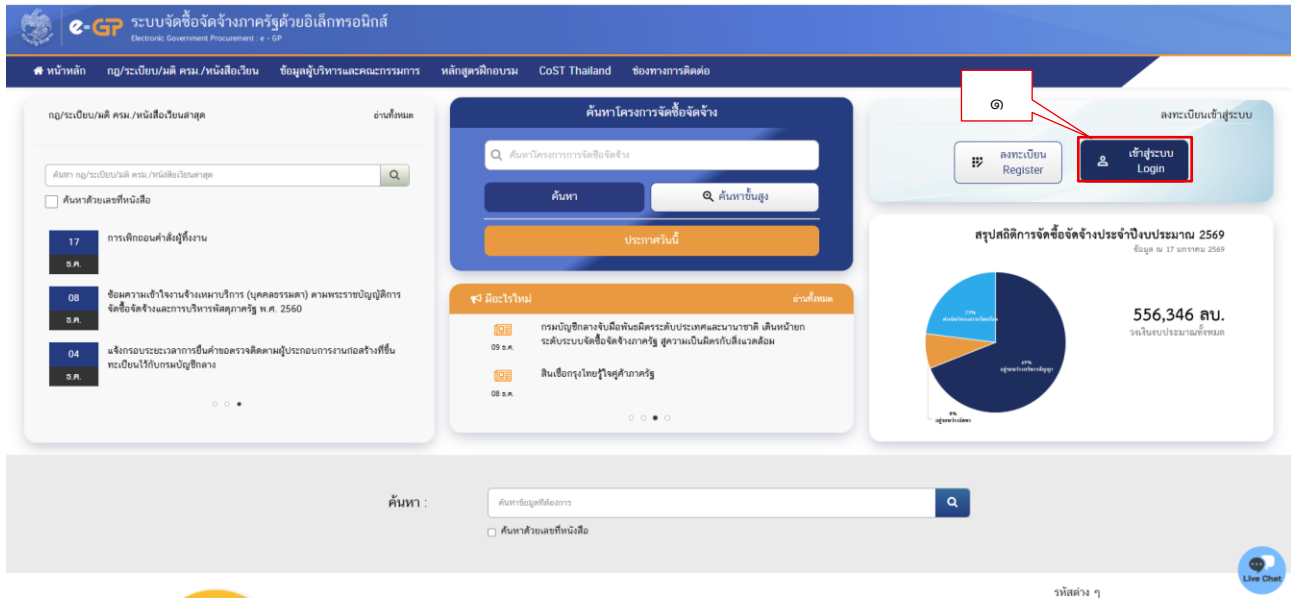 e-GP ระบบจัดซื้อจัดจ้างภาครัฐด้วยอิเล็กทรอนิกส์
Electronic Government Procurement : e - GP
หน้าหลัก กฎ/ระเบียบ/มติ ครม./หนังสือเวียน ข้อมูลผู้บริหารและคณะกรรมการ หลักสูตรฝึกอบรม CoST Thailand ช่องทางการติดต่อ
กฎ/ระเบียบ/มติ ครม./หนังสือเวียนล่าสุด อ่านทั้งหมด
ค้นหา กฎ/ระเบียบ/มติ ครม./หนังสือเวียนล่าสุด
ค้นหาด้วยเลขที่หนังสือ
17 ธ.ค.
การเพิกถอนคำสั่งผู้ทิ้งงาน
08 ธ.ค.
ซ้อมความเข้าใจงานจ้างเหมาบริการ (บุคคลธรรมดา) ตามพระราชบัญญัติการ
จัดซื้อจัดจ้างและการบริหารพัสดุภาครัฐ พ.ศ. 2560
04 ธ.ค.
แจ้งกรอบระยะเวลาการยื่นคำขอตรวจติดตามผู้ประกอบการงานก่อสร้างที่ขึ้น
ทะเบียนไว้กับกรมบัญชีกลาง
ค้นหาโครงการจัดซื้อจัดจ้าง
ค้นหาโครงการการจัดซื้อจัดจ้าง
ค้นหา ค้นหาขั้นสูง
ประกาศวันนี้
มีอะไรใหม่ อ่านทั้งหมด
09 ธ.ค.
กรมบัญชีกลางจับมือพันธมิตรระดับประเทศและนานาชาติ เดินหน้ายก
ระดับระบบจัดซื้อจัดจ้างภาครัฐ สู่ความเป็นมิตรกับสิ่งแวดล้อม
08 ธ.ค.
สินเชื่อกรุงไทยรู้ใจคู่ค้าภาครัฐ
๑
ลงทะเบียนเข้าสู่ระบบ
ลงทะเบียน
Register
เข้าสู่ระบบ
Login
สรุปสถิติการจัดซื้อจัดจ้างประจำปีงบประมาณ 2569
ข้อมูล ณ 17 มกราคม 2569
556,346 ลบ.
วงเงินงบประมาณทั้งหมด
ค้นหา :
ค้นหาข้อมูลที่ต้องการ
ค้นหาด้วยเลขที่หนังสือ
Live Chat
รหัสต่าง ๆ